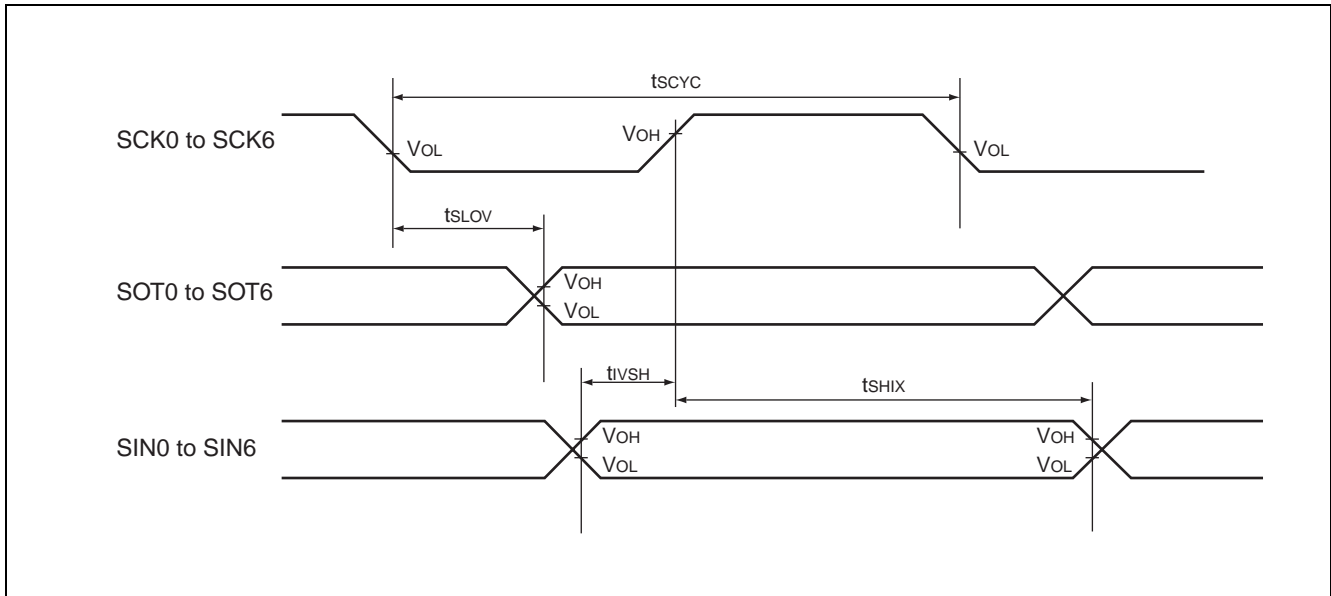 tSCYC
SCK0 to SCK6
VOL
VOH
VOL
tSLOV
SOT0 to SOT6
VOH
VOL
tIVSH
tSHIX
SIN0 to SIN6
VOH
VOL
VOH
VOL